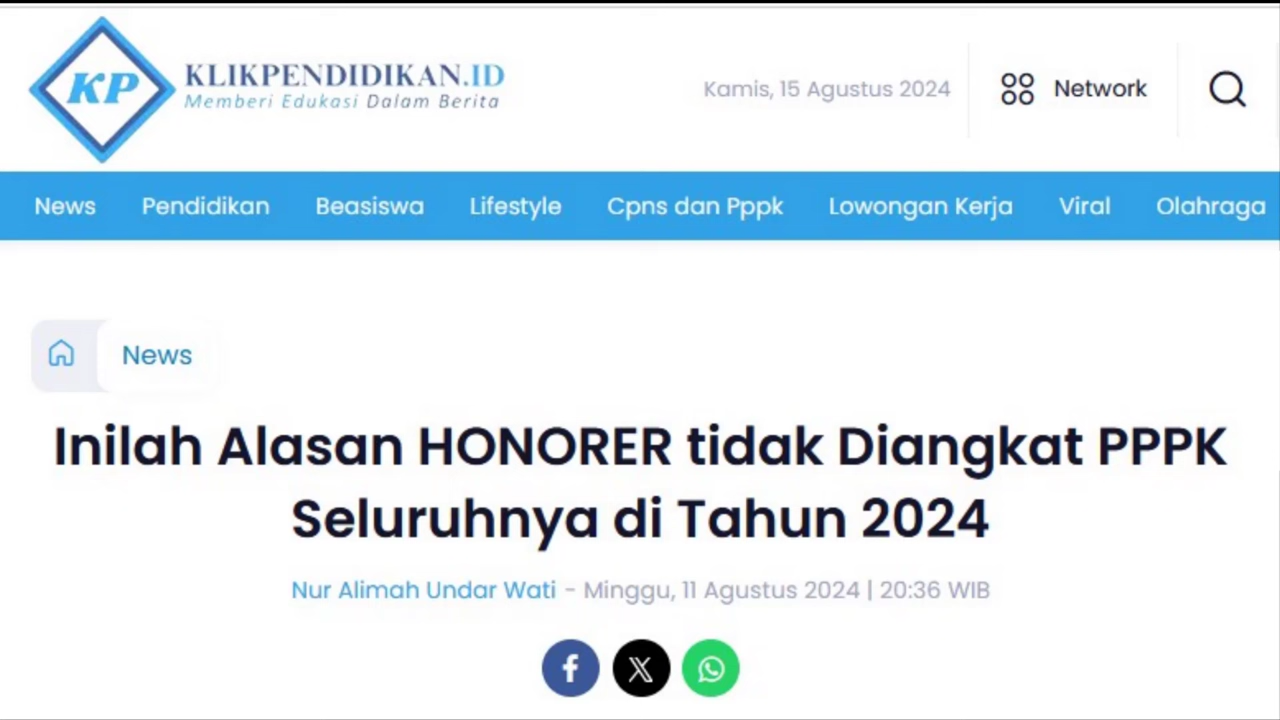 KP
KLIKPENDIDIKAN.ID
Memberi Edukasi Dalam Berita
Kamis, 15 Agustus 2024
Network
News Pendidikan Beasiswa Lifestyle Cpns dan Pppk Lowongan Kerja Viral Olahraga
News
Inilah Alasan HONORER tidak Diangkat PPPK
Seluruhnya di Tahun 2024
Nur Alimah Undar Wati - Minggu, 11 Agustus 2024 | 20:36 WIB